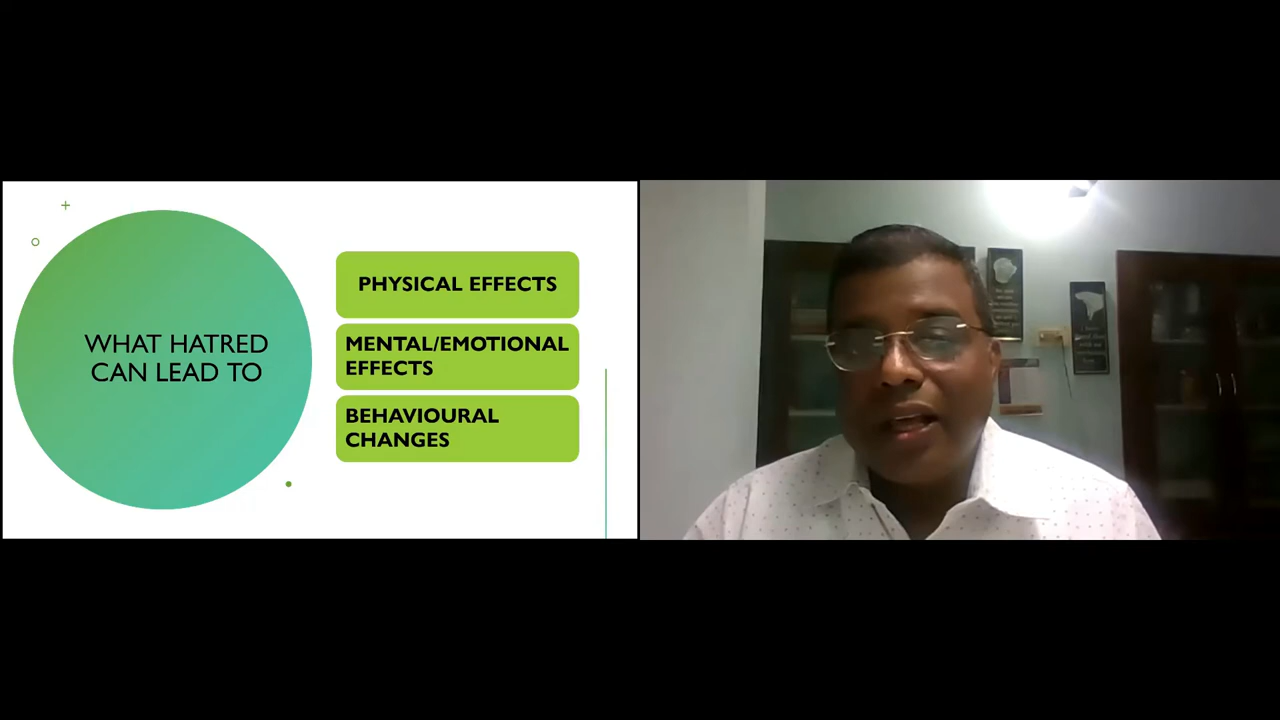 WHAT HATRED
CAN LEAD TO
PHYSICAL EFFECTS
MENTAL/EMOTIONAL
EFFECTS
BEHAVIOURAL
CHANGES